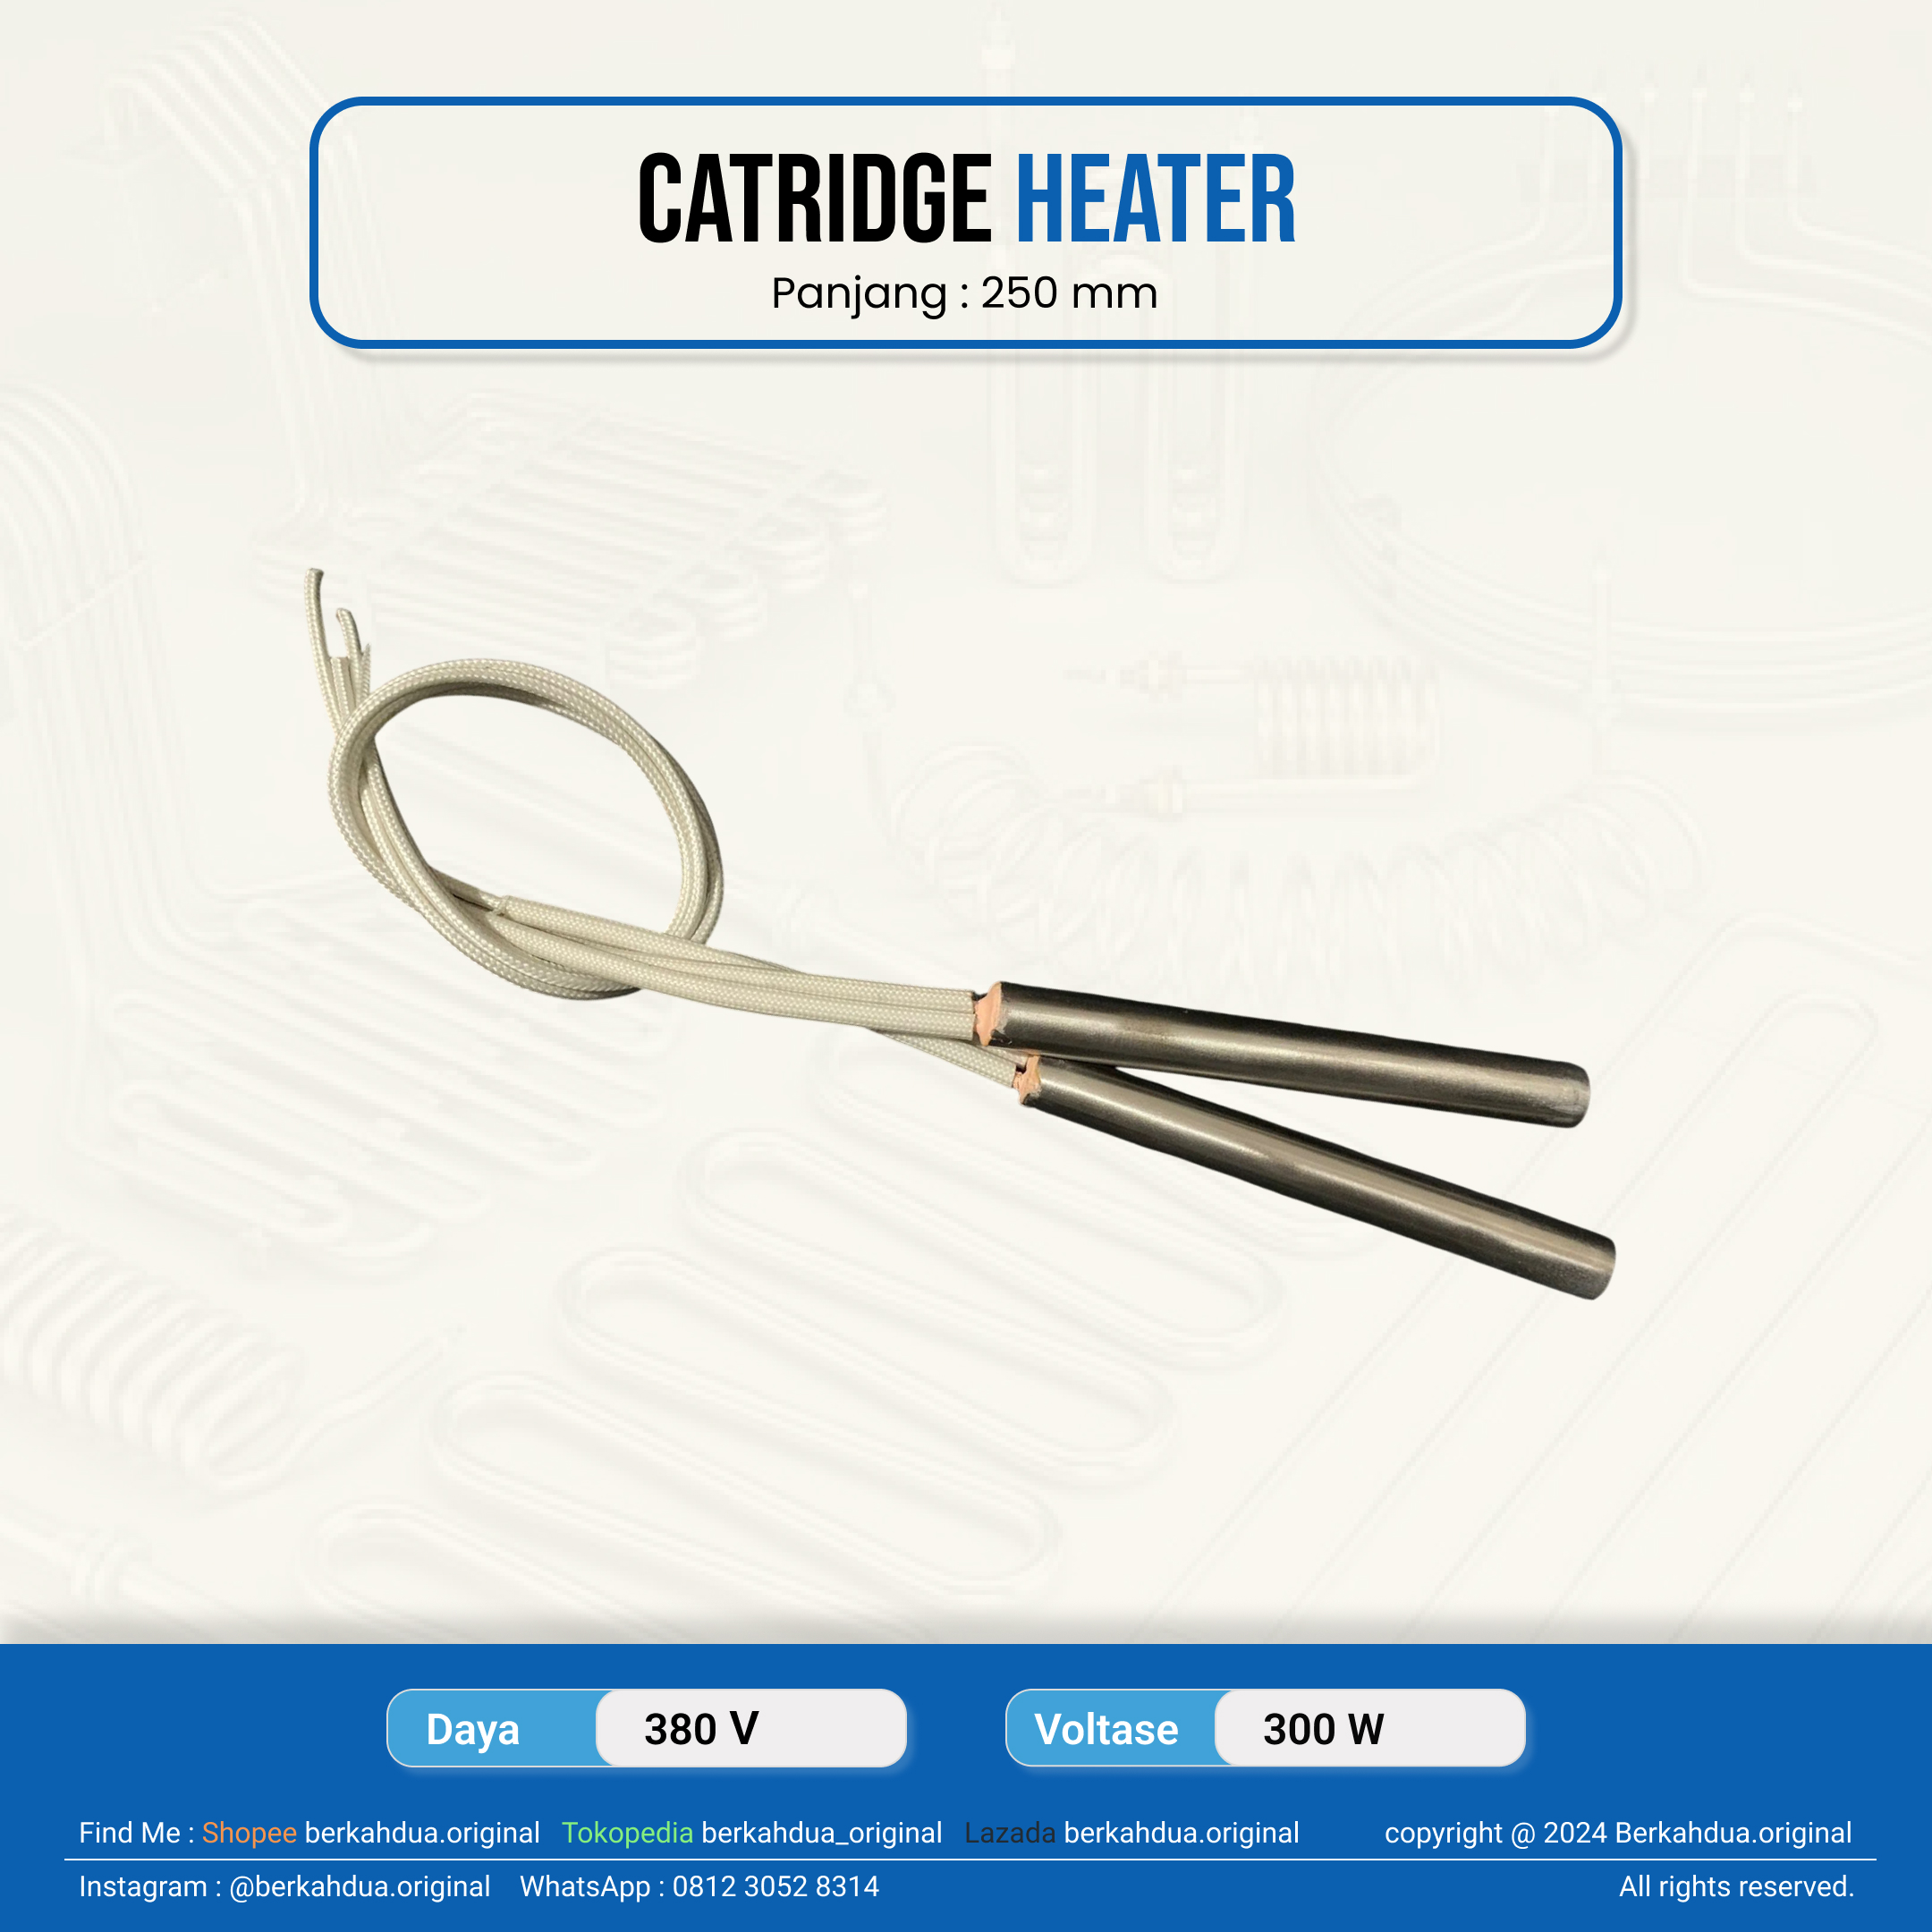 CATRIDGE HEATER
Panjang : 250 mm
Daya 380 V Voltase 300 W
Find Me : Shopee berkahdua.original Tokopedia berkahdua_original Lazada berkahdua.original copyright @ 2024 Berkahdua.original
Instagram : @berkahdua.original WhatsApp : 0812 3052 8314 All rights reserved.